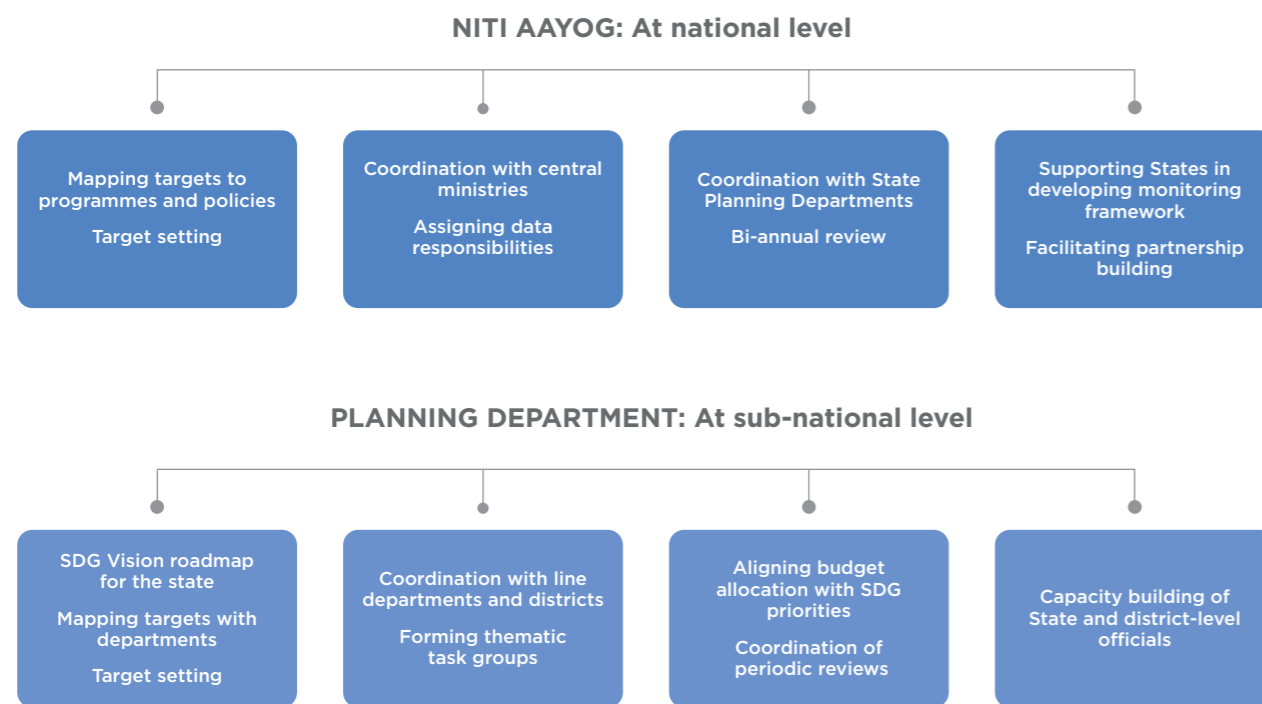 NITI AAYOG: At national level
Mapping targets to
programmes and policies
Target setting
Coordination with central
ministries
Assigning data
responsibilities
Coordination with State
Planning Departments
Bi-annual review
Supporting States in
developing monitoring
framework
Facilitating partnership
building
PLANNING DEPARTMENT: At sub-national level
SDG Vision roadmap
for the state
Mapping targets with
departments
Target setting
Coordination with line
departments and districts
Forming thematic
task groups
Aligning budget
allocation with SDG
priorities
Coordination of
periodic reviews
Capacity building of
State and district-level
officials